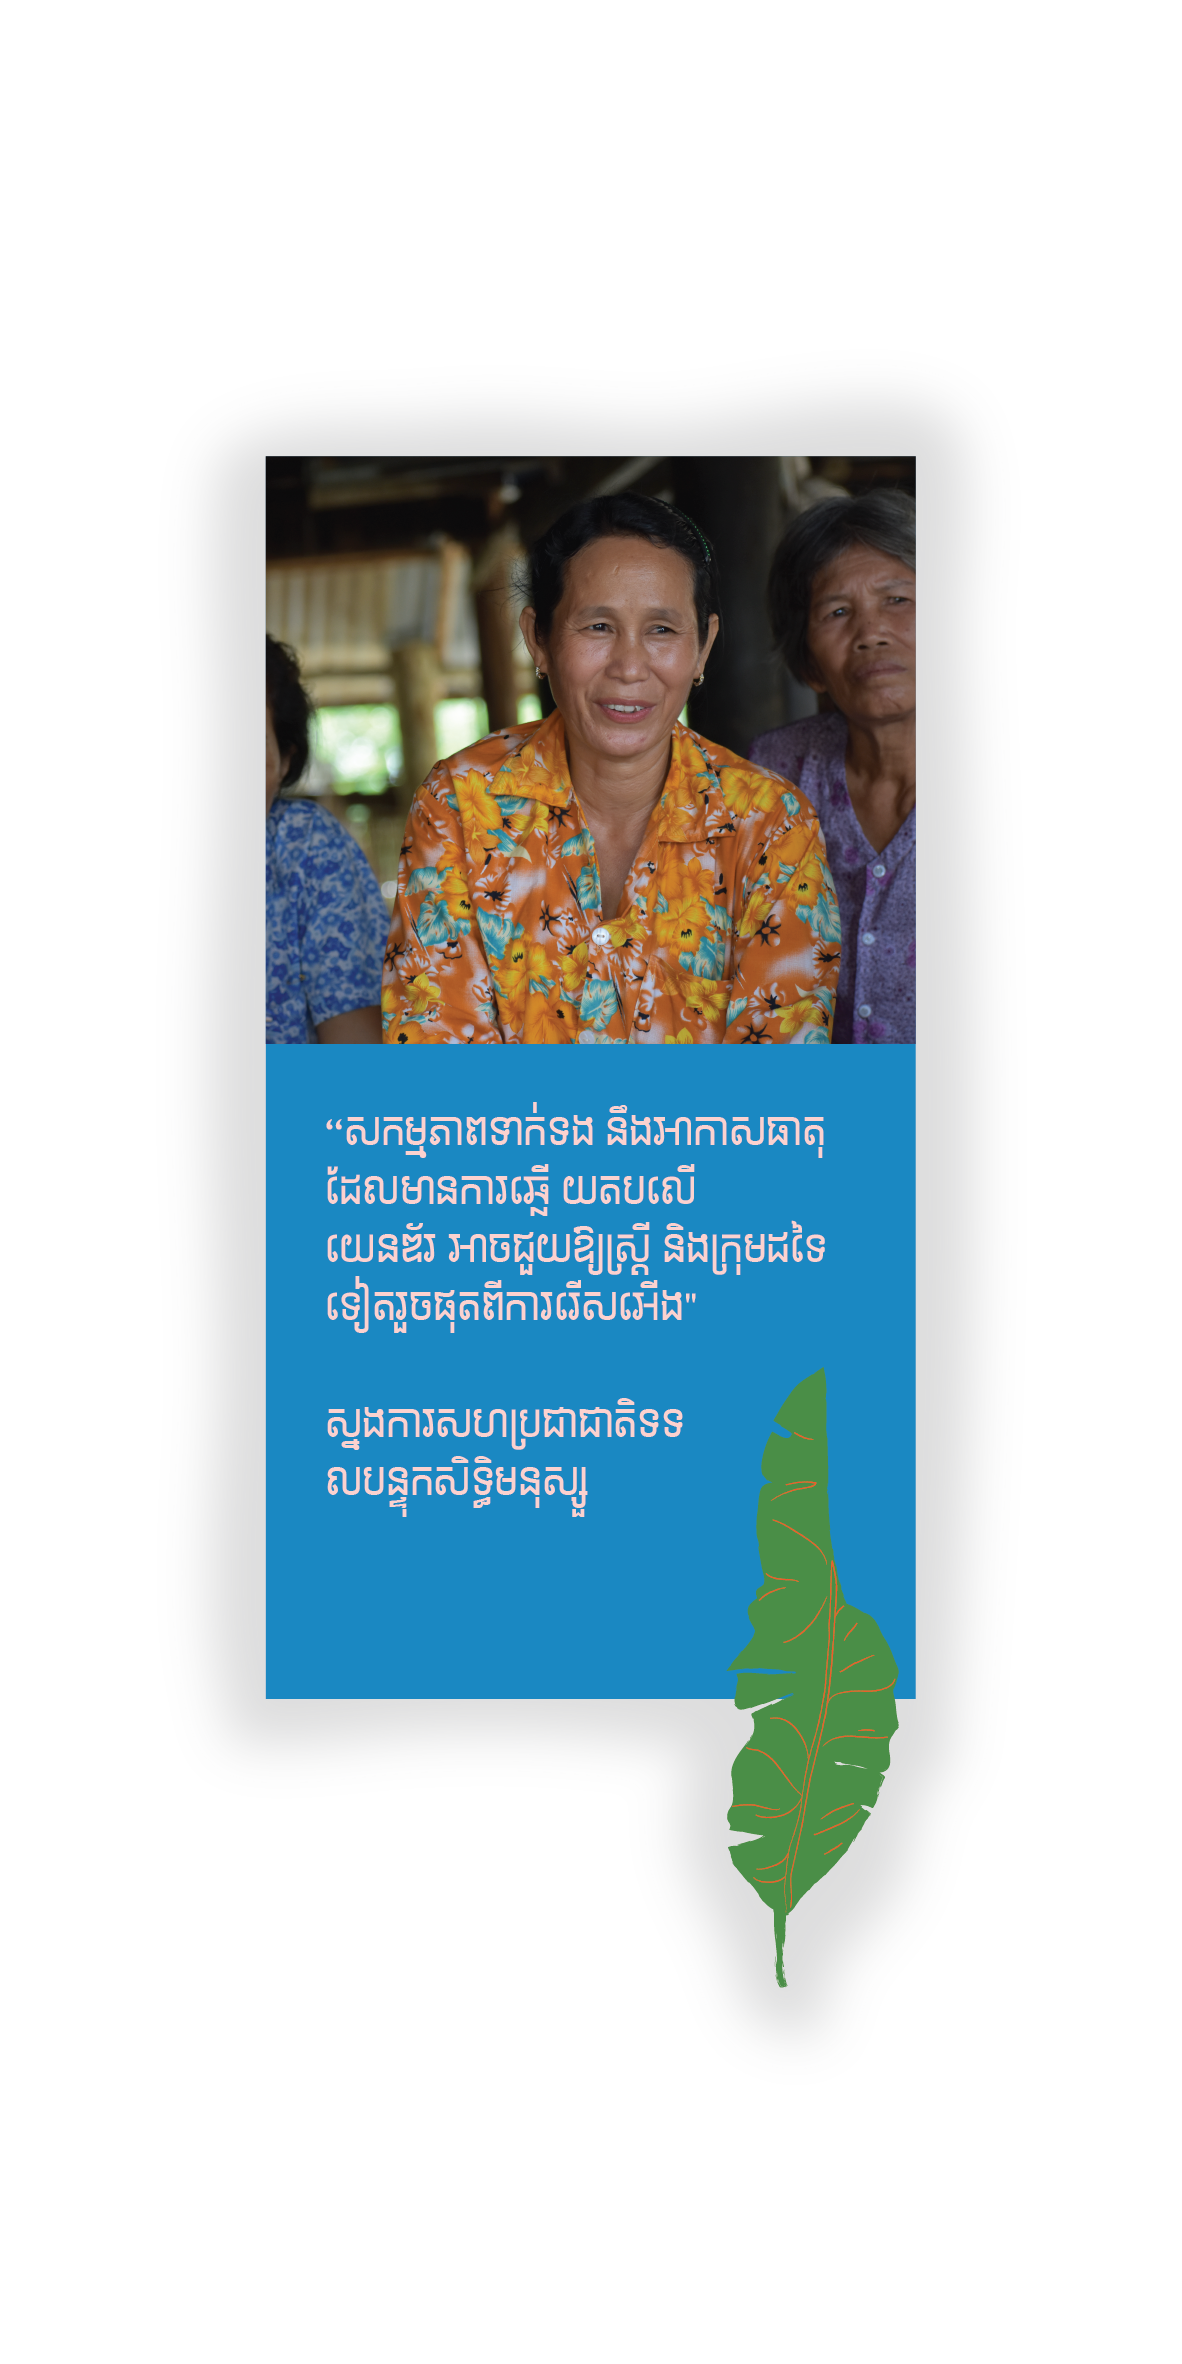 “សកម្មភាពទាក់ទង នឹងអាកាសធាតុ
ដែលមានការឆ្លើ យតបលើ
យេនឌ័រ អាចជួយឱ្យស្ត្រី និងក្រុមដទៃ
ទៀតរួចផុតពីការរើសអើង"
ស្នងការសហប្រជាជាតិទទ
លបន្ទុកសិទ្ធិមនុស្សួ